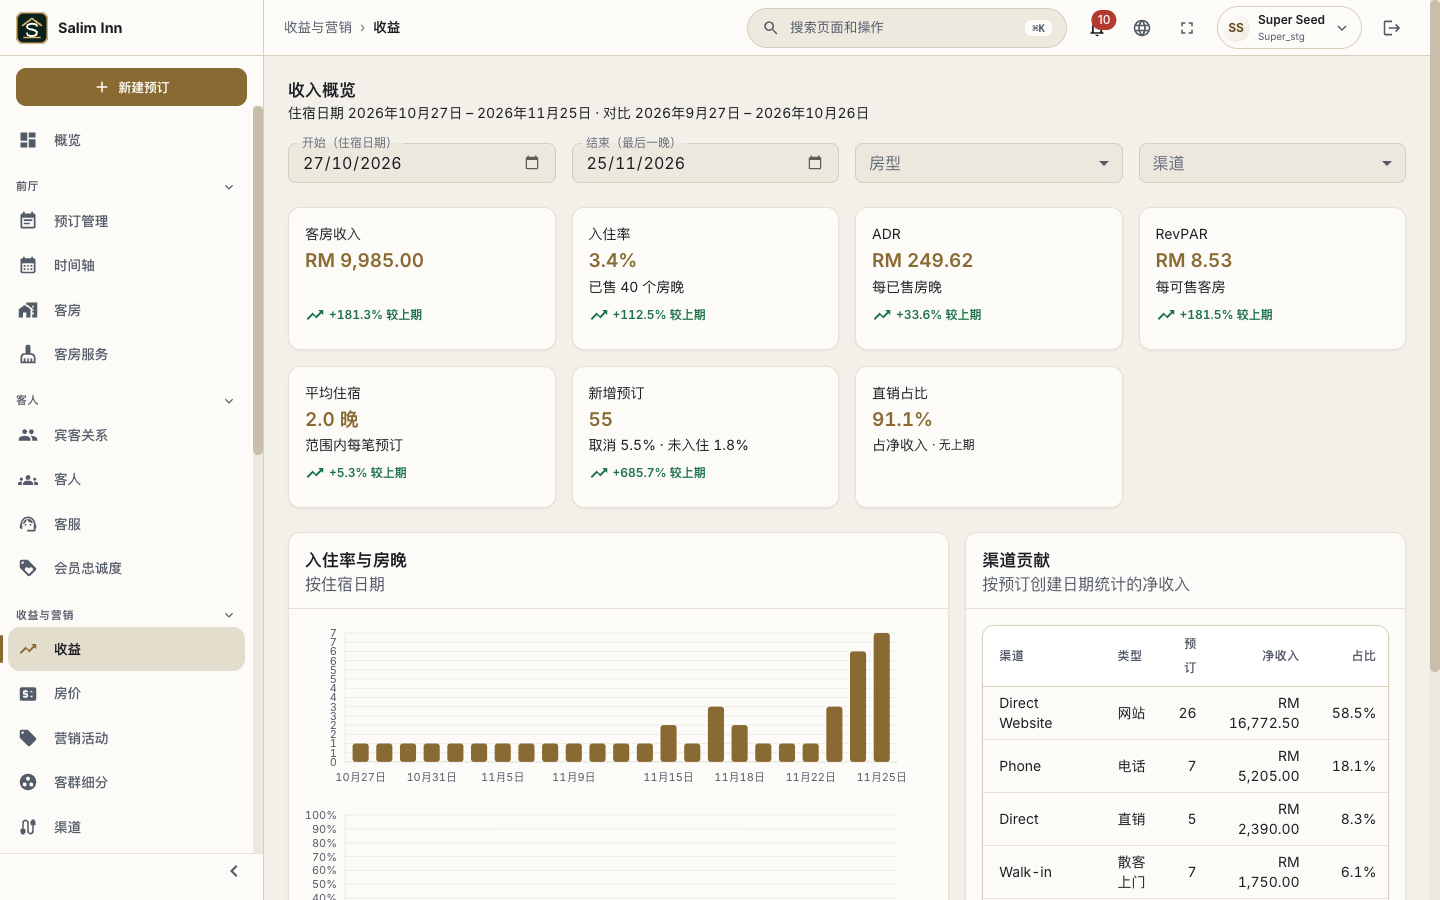 Salim Inn
收益与营销 › 收益
搜索页面和操作
⌘K
10
SS
Super Seed
Super_stg
新建预订
概览
前厅
预订管理
时间轴
客房
客房服务
客人
宾客关系
客人
客服
会员忠诚度
收益与营销
收益
房价
营销活动
客群细分
渠道
收入概览
住宿日期 2026年10月27日 – 2026年11月25日 · 对比 2026年9月27日 – 2026年10月26日
开始（住宿日期）
27/10/2026
结束（最后一晚）
25/11/2026
房型
渠道
客房收入
RM 9,985.00
+181.3% 较上期
入住率
3.4%
已售 40 个房晚
+112.5% 较上期
ADR
RM 249.62
每已售房晚
+33.6% 较上期
RevPAR
RM 8.53
每可售客房
+181.5% 较上期
平均住宿
2.0 晚
范围内每笔预订
+5.3% 较上期
新增预订
55
取消 5.5% · 未入住 1.8%
+685.7% 较上期
直销占比
91.1%
占净收入 · 无上期
入住率与房晚
按住宿日期
7
7
6
6
5
5
4
4
3
3
2
2
1
1
0
10月27日 10月31日 11月5日 11月9日 11月15日 11月18日 11月22日 11月25日
100%
90%
80%
70%
60%
50%
40%
渠道贡献
按预订创建日期统计的净收入
渠道 类型 预订 净收入 占比
Direct Website 网站 26 RM 16,772.50 58.5%
Phone 电话 7 RM 5,205.00 18.1%
Direct 直销 5 RM 2,390.00 8.3%
Walk-in 散客上门 7 RM 1,750.00 6.1%